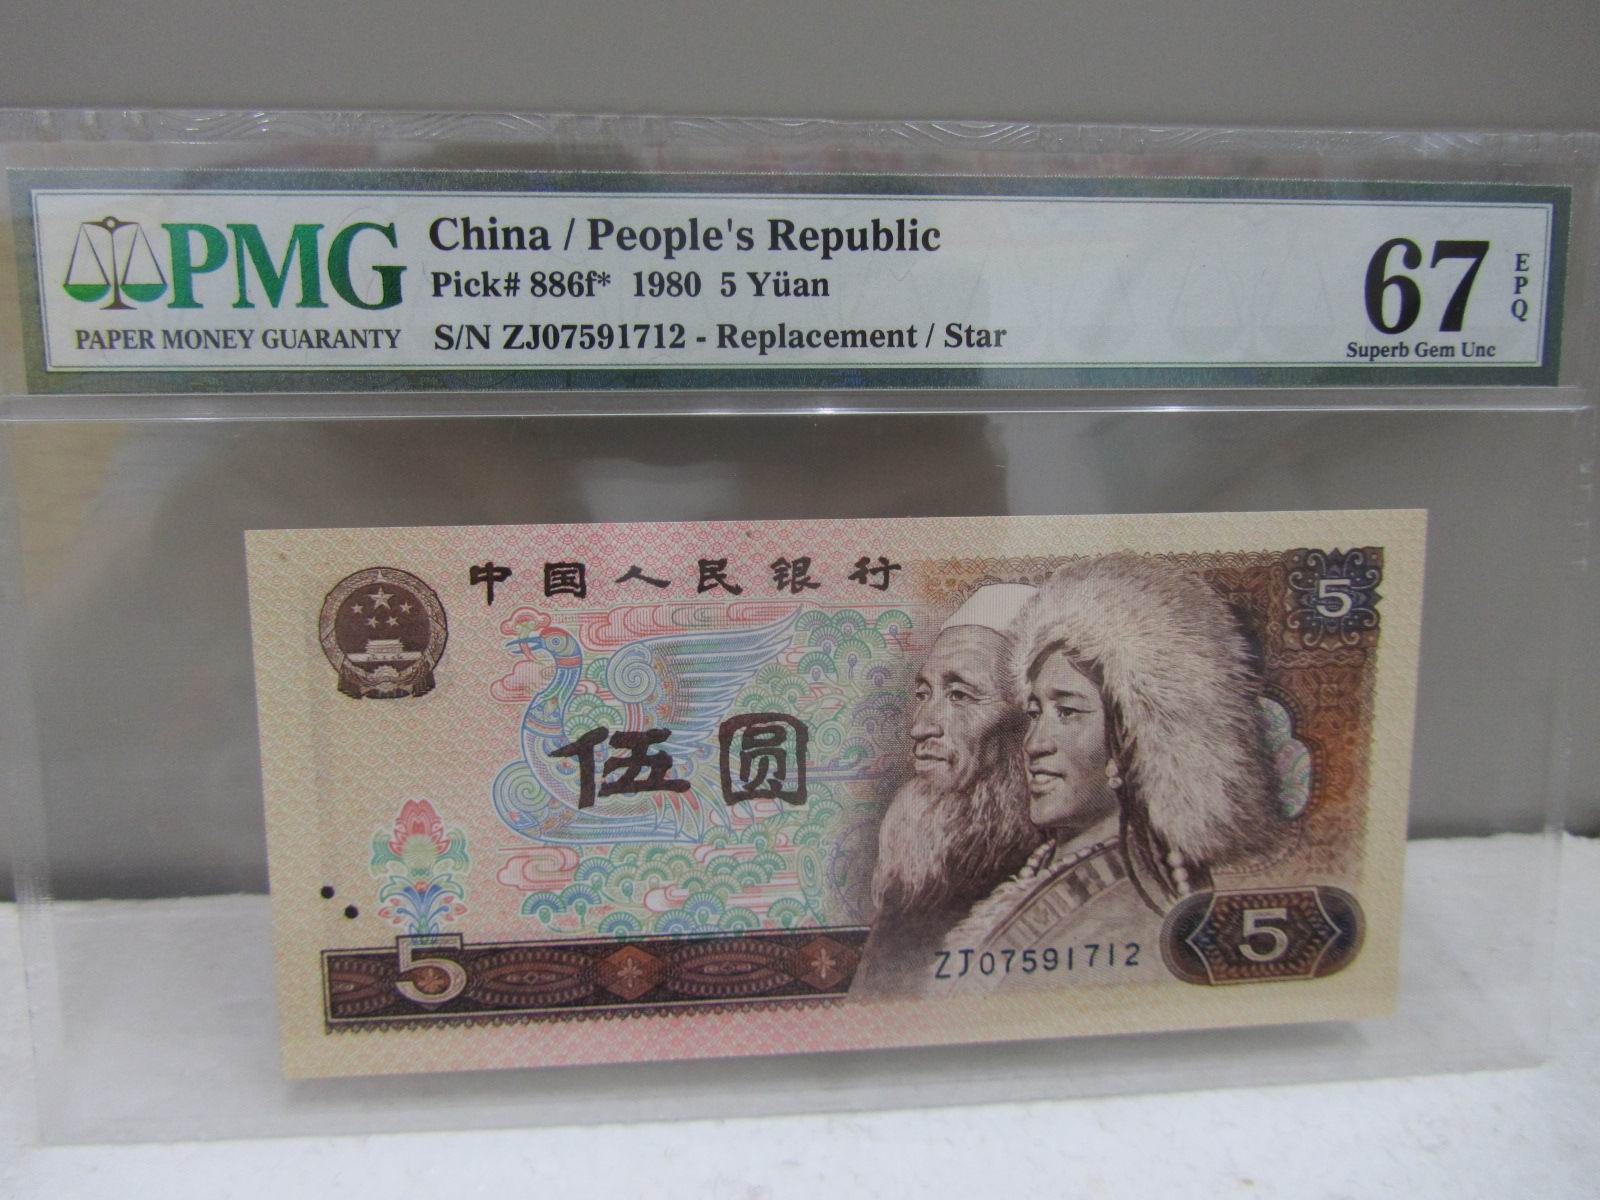 PMG
PAPER MONEY GUARANTY
China / People's Republic
Pick# 886f* 1980 5 Yüan
S/N ZJ07591712 - Replacement / Star
67
EPQ
Superb Gem Unc
中国人民银行
5
伍圆
5
ZJ07591712
5